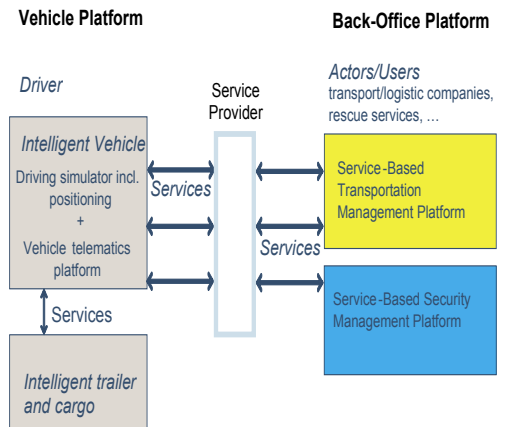 Vehicle Platform
Back-Office Platform
Driver
Service
Provider
Actors/Users
transport/logistic companies,
rescue services, ...
Intelligent Vehicle
Driving simulator incl.
positioning
+
Vehicle telematics
platform
Services
Services
Service-Based
Transportation
Management Platform
Service-Based Security
Management Platform
Services
Intelligent trailer
and cargo